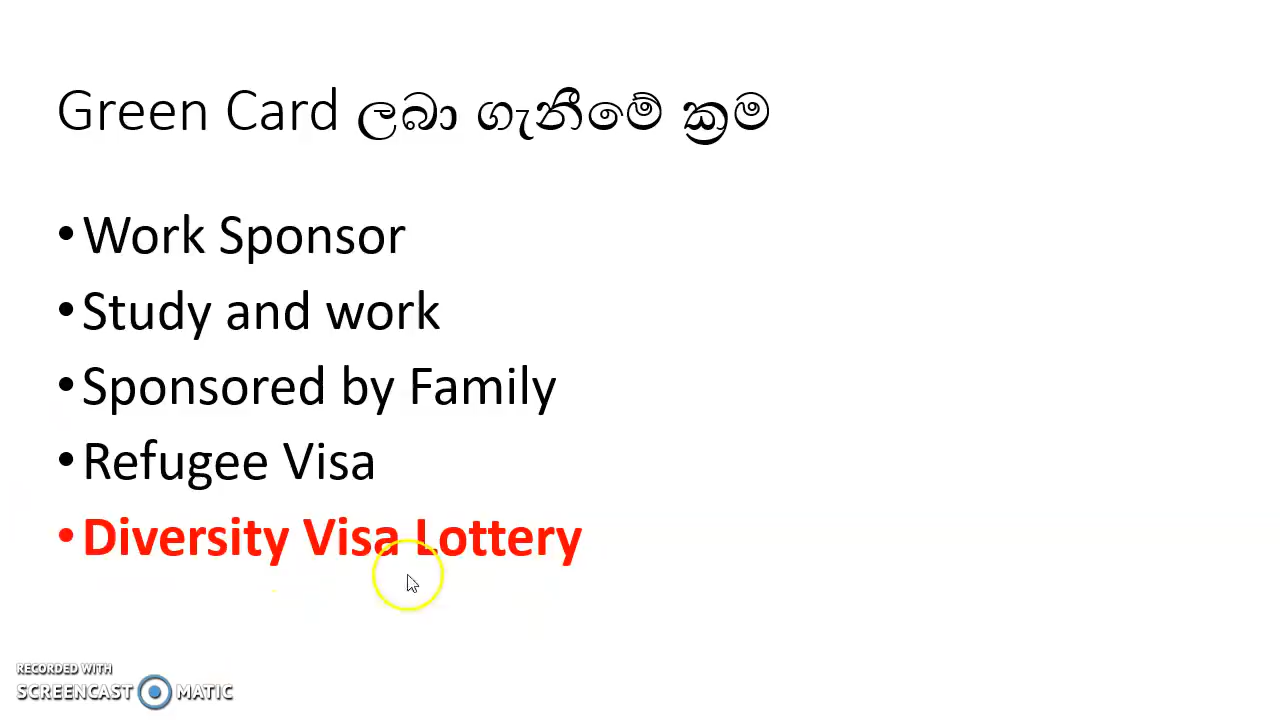 Green Card ලබා ගැනීමේ ක්‍රම
•Work Sponsor
•Study and work
•Sponsored by Family
•Refugee Visa
•Diversity Visa Lottery
RECORDED WITH
SCREENCAST MATIC